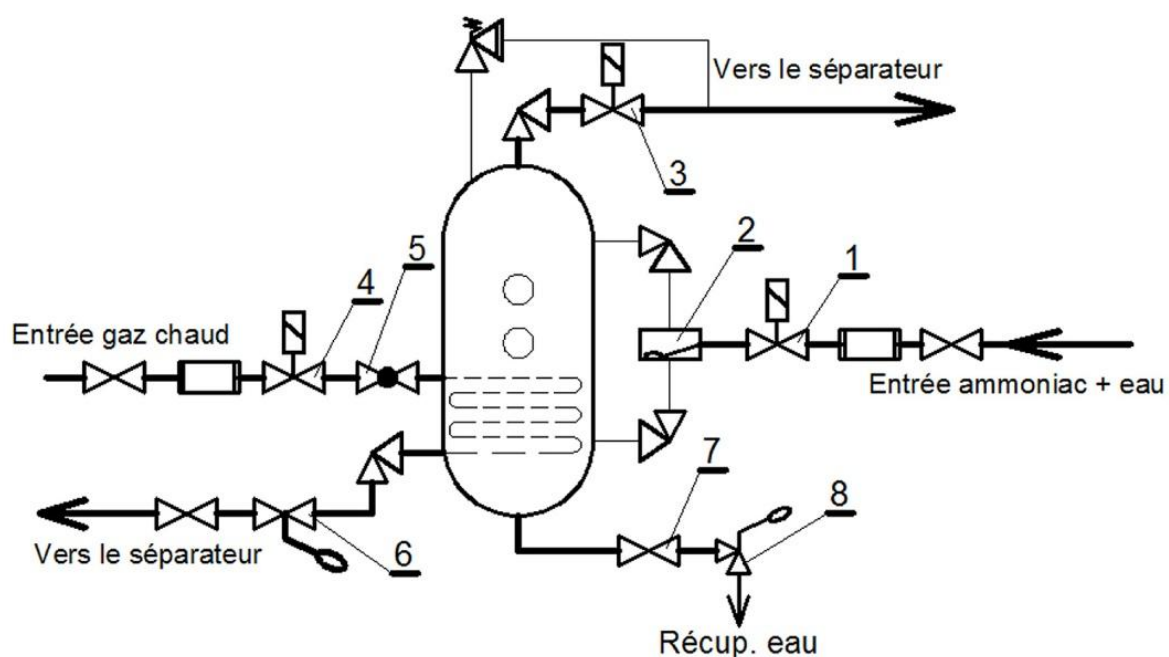 Vers le séparateur
3
2
1
5
4
Entrée gaz chaud
Entrée ammoniac + eau
7
8
Vers le séparateur
6
Récup. eau